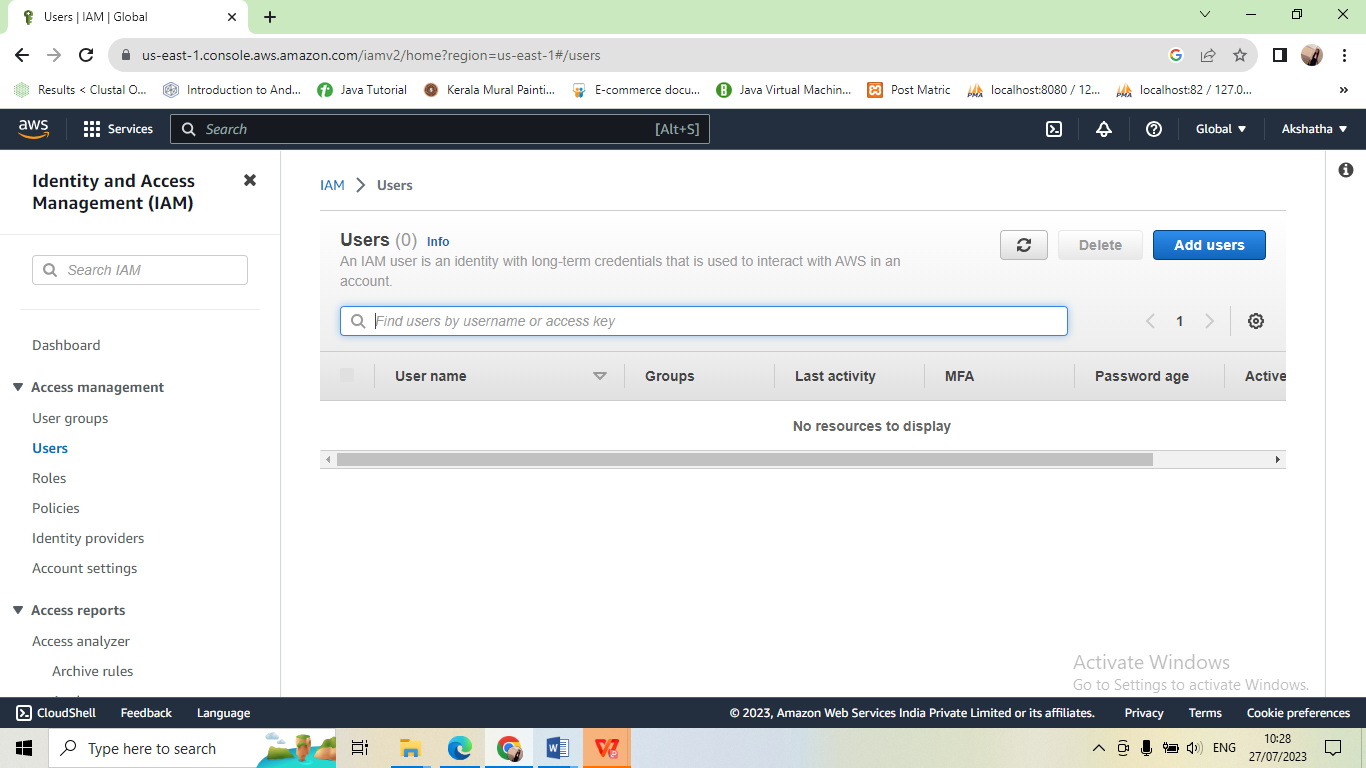 Users | IAM | Global
us-east-1.console.aws.amazon.com/iamv2/home?region=us-east-1#/users
Results < Clustal O... Introduction to And... Java Tutorial Kerala Mural Painti... E-commerce docu... Java Virtual Machin... Post Matric localhost:8080 / 12... localhost:82 / 127.0... »
aws Services Search [Alt+S] Global Akshatha
Identity and Access
Management (IAM)
Search IAM
Dashboard
Access management
User groups
Users
Roles
Policies
Identity providers
Account settings
Access reports
Access analyzer
Archive rules
IAM > Users
Users (0) Info
An IAM user is an identity with long-term credentials that is used to interact with AWS in an
account.
Delete Add users
Find users by username or access key
1
User name Groups Last activity MFA Password age Active
No resources to display
Activate Windows
Go to Settings to activate Windows.
CloudShell Feedback Language © 2023, Amazon Web Services India Private Limited or its affiliates. Privacy Terms Cookie preferences
Type here to search ENG 10:28
27/07/2023